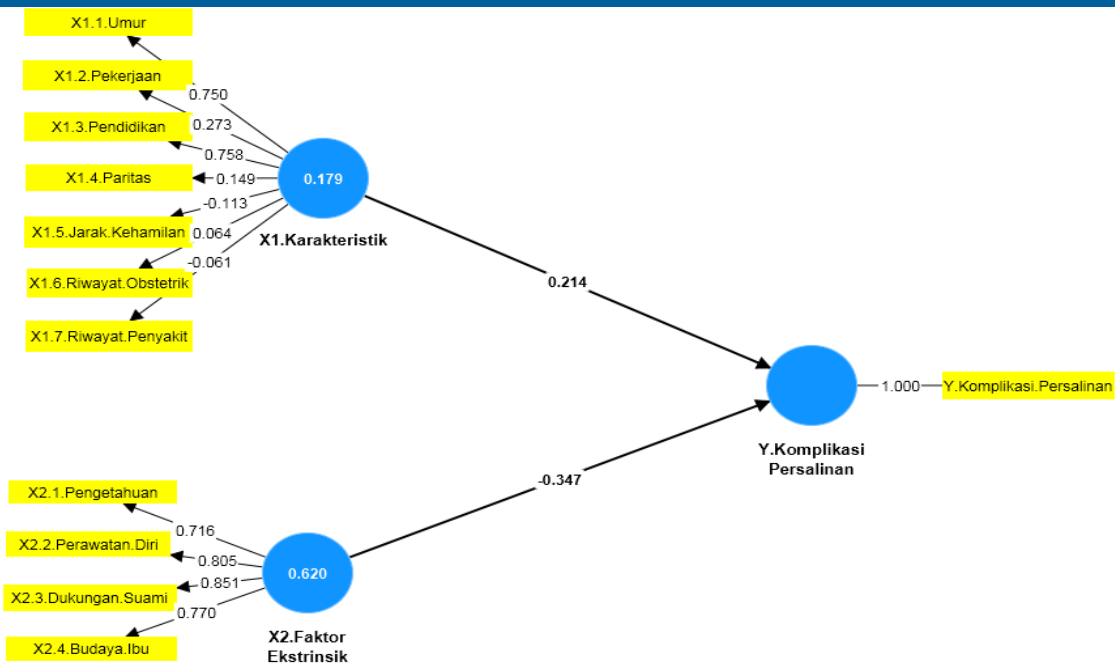 X1.1.Umur
X1.2.Pekerjaan
X1.3.Pendidikan
X1.4.Paritas
X1.5.Jarak.Kehamilan
X1.6.Riwayat.Obstetrik
X1.7.Riwayat.Penyakit
0.750
0.273
0.758
0.149
-0.113
0.064
-0.061
0.179
X1.Karakteristik
0.214
Y.Komplikasi
Persalinan
1.000
Y.Komplikasi.Persalinan
-0.347
X2.1.Pengetahuan
X2.2.Perawatan.Diri
X2.3.Dukungan.Suami
X2.4.Budaya.Ibu
0.716
0.805
0.851
0.770
0.620
X2.Faktor
Ekstrinsik